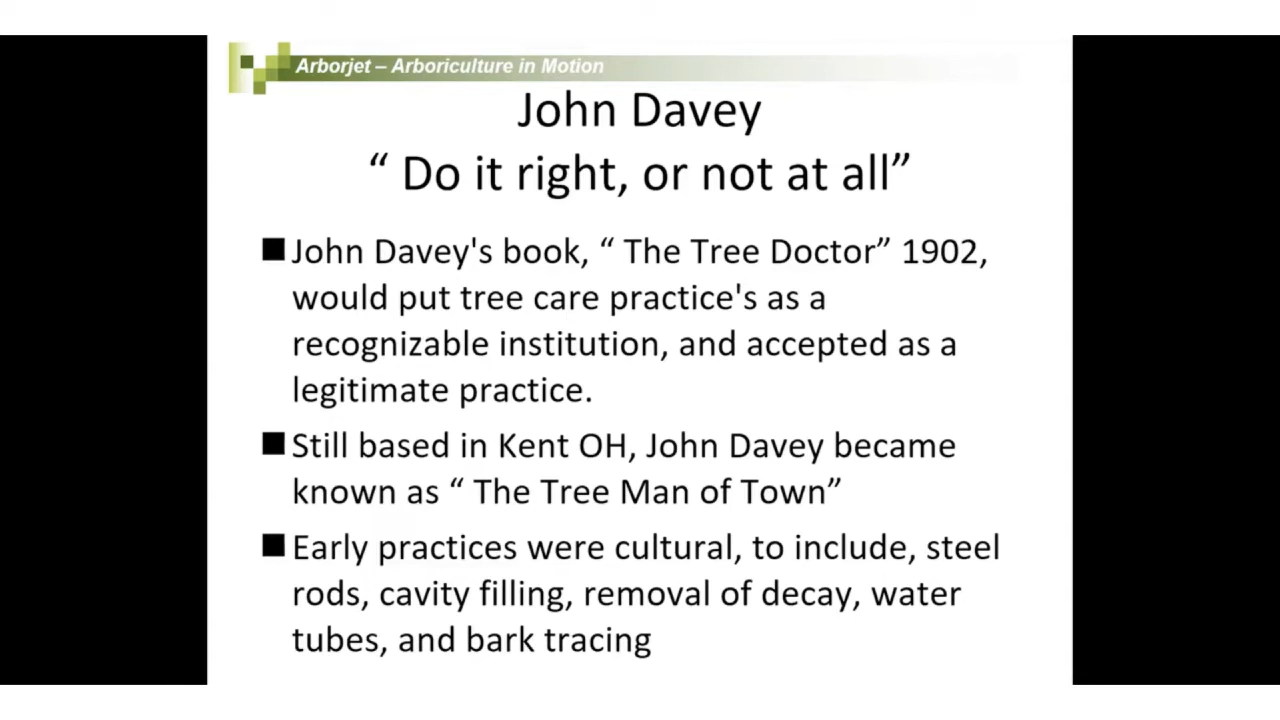 Arborjet – Arboriculture in Motion
John Davey
“ Do it right, or not at all”
John Davey's book, “ The Tree Doctor” 1902,
would put tree care practice's as a
recognizable institution, and accepted as a
legitimate practice.
Still based in Kent OH, John Davey became
known as “ The Tree Man of Town”
Early practices were cultural, to include, steel
rods, cavity filling, removal of decay, water
tubes, and bark tracing